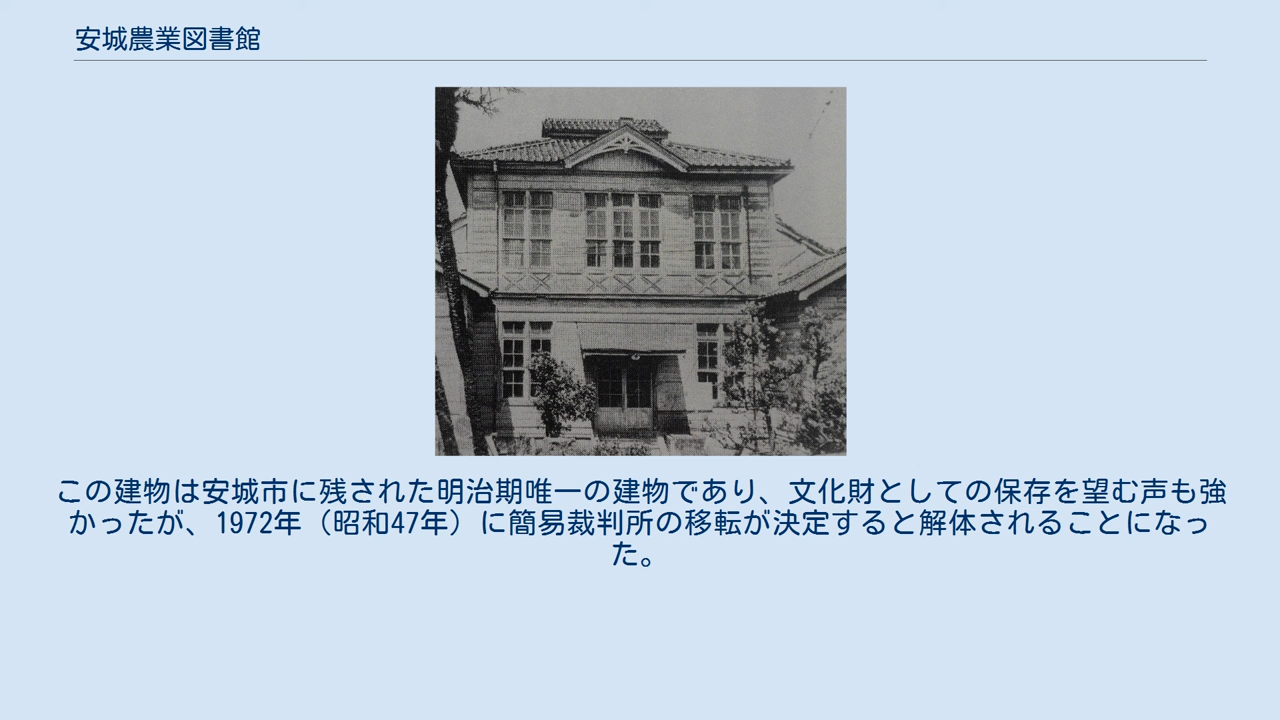 安城農業図書館
この建物は安城市に残された明治期唯一の建物であり、文化財としての保存を望む声も強
かったが、1972年（昭和47年）に簡易裁判所の移転が決定すると解体されることになっ
た。